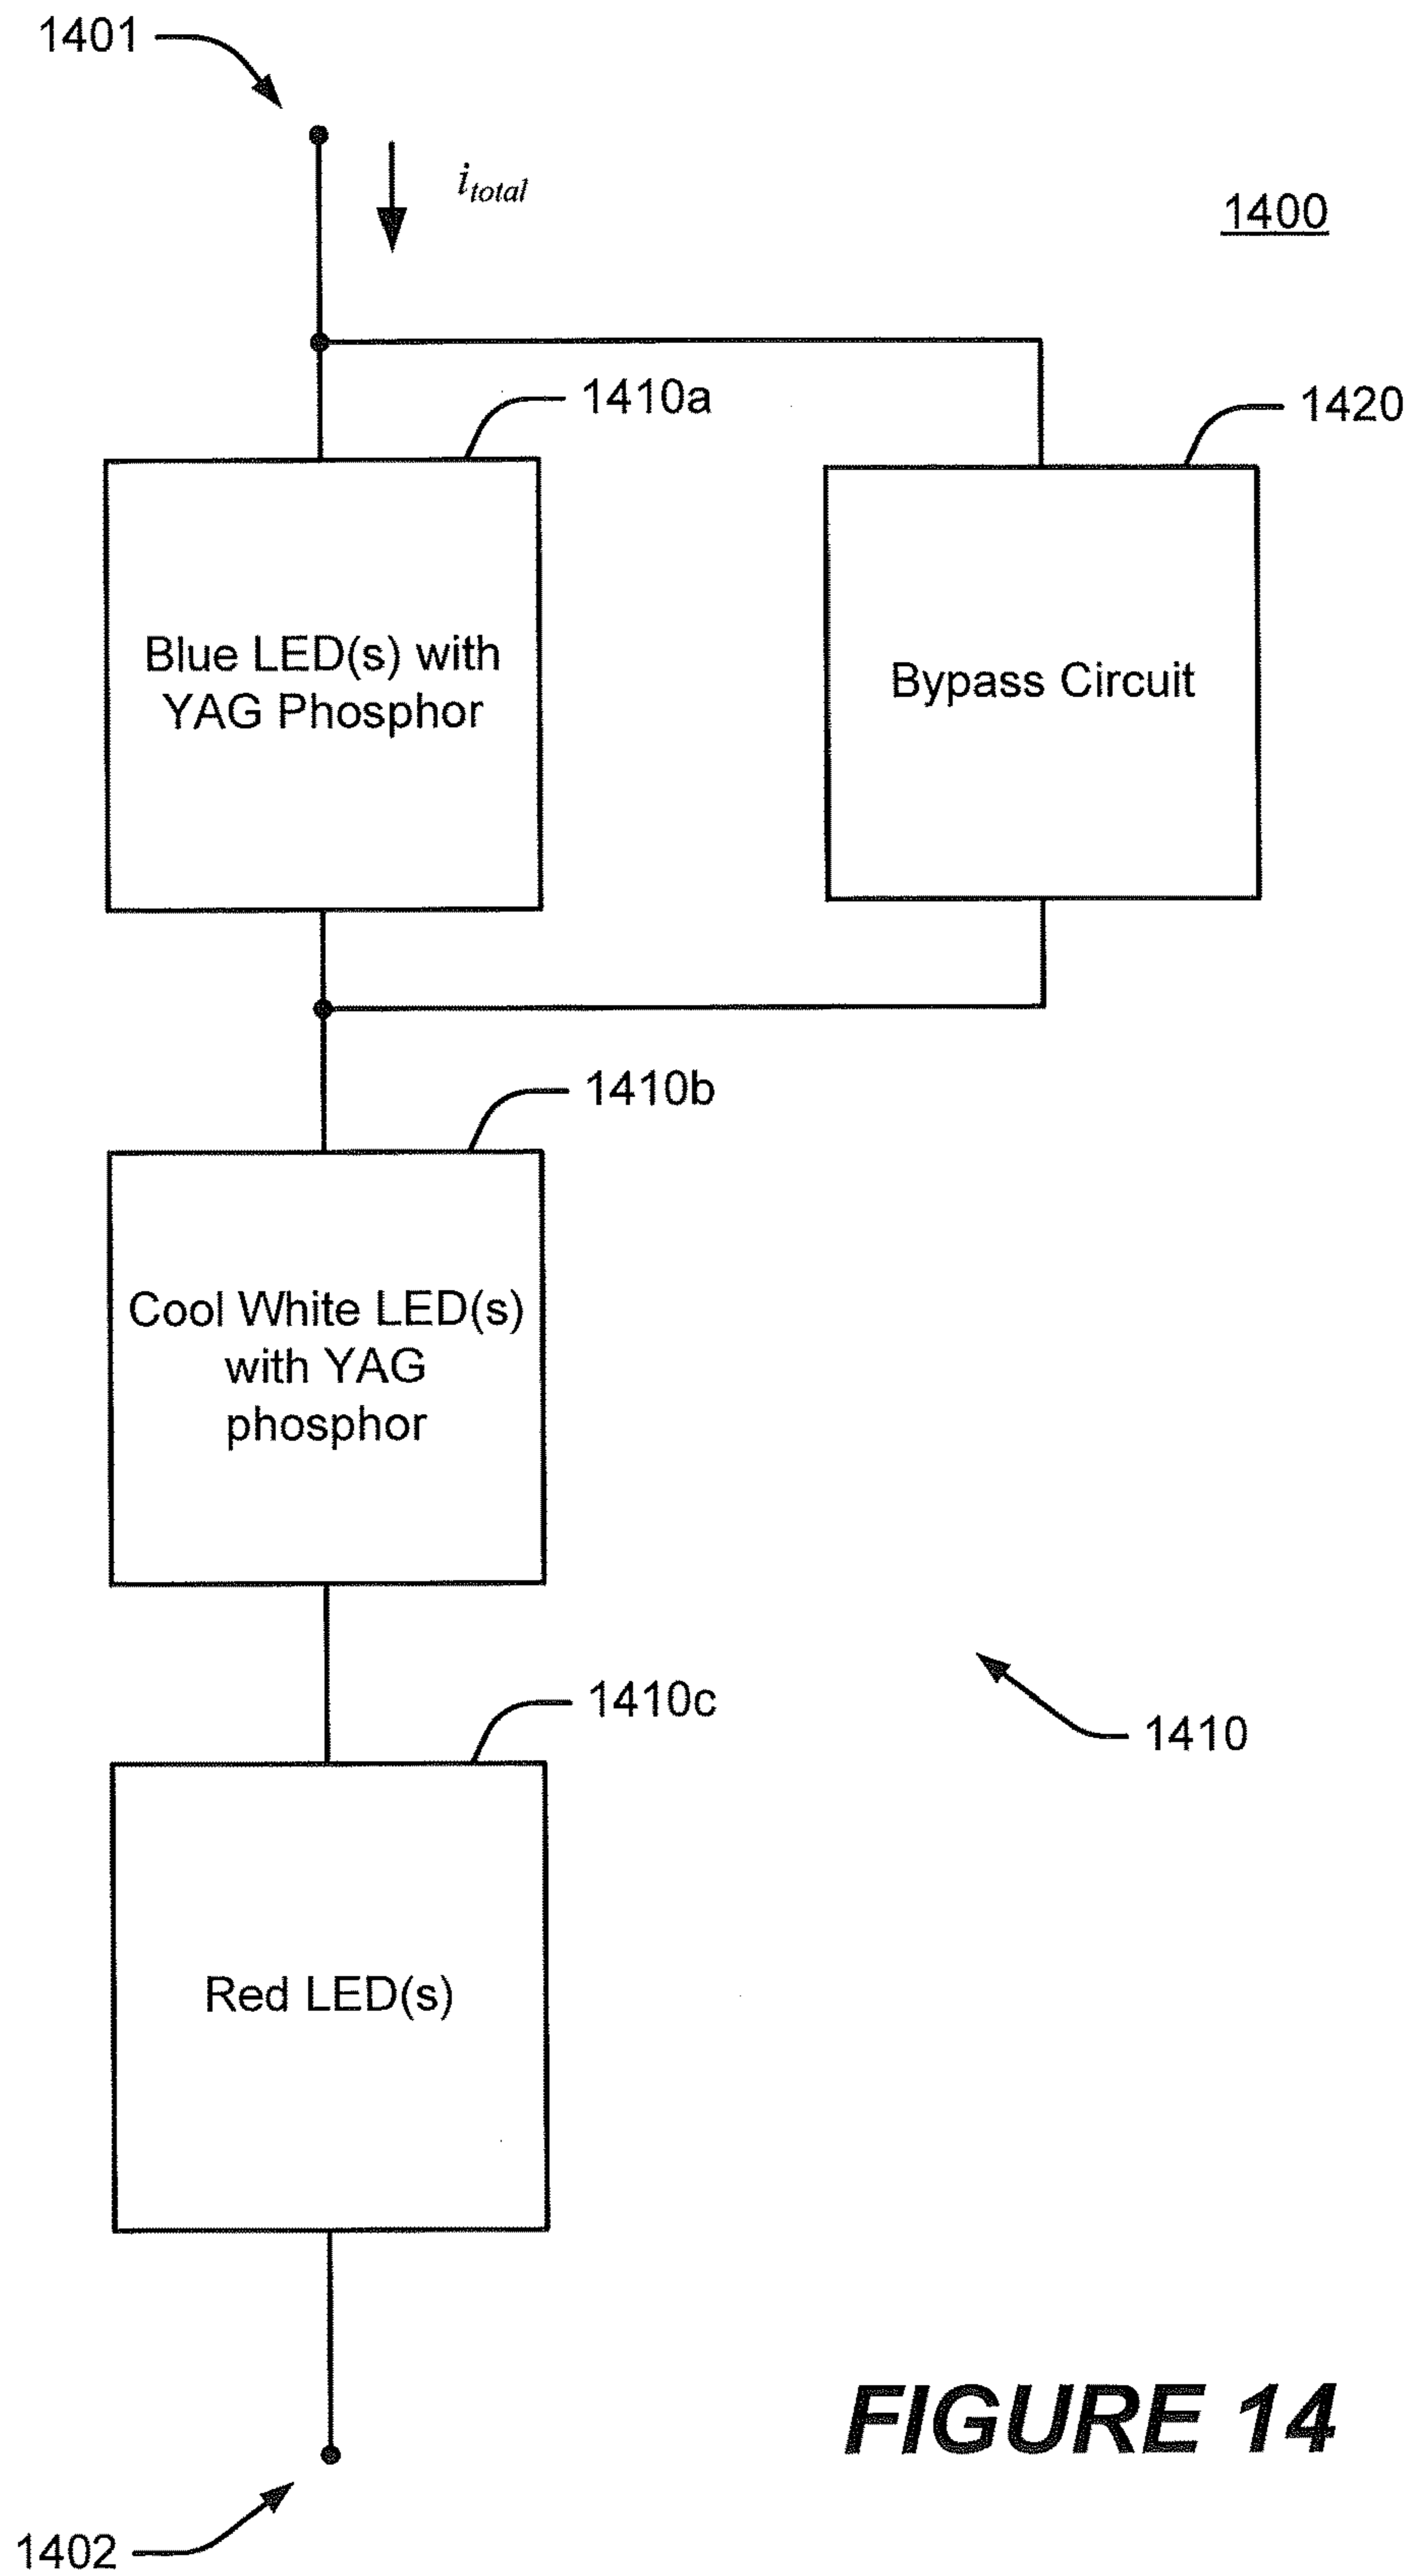 1401
i_total
1400
1410a
1420
Blue LED(s) with
YAG Phosphor
Bypass Circuit
1410b
Cool White LED(s)
with YAG
phosphor
1410c
1410
Red LED(s)
FIGURE 14
1402